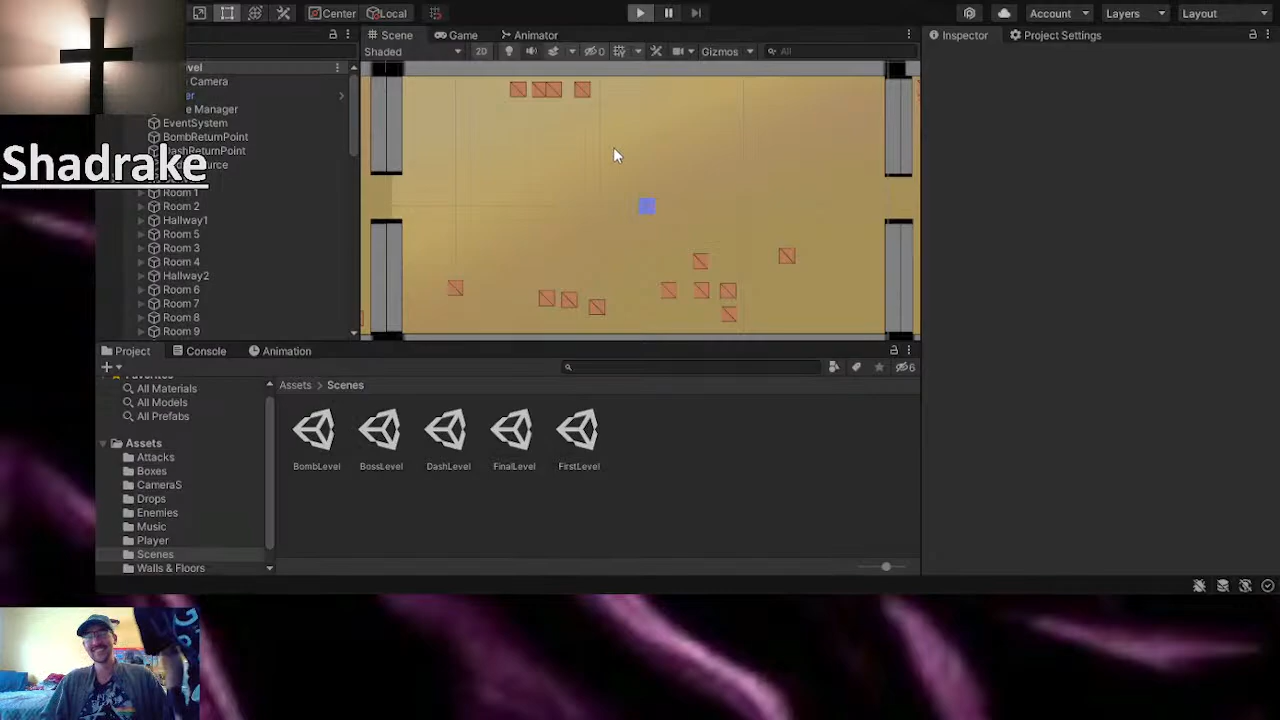 Center
Local
Account
Layers
Layout
Scene
Game
Animator
Inspector
Project Settings
Shaded
2D
0
Gizmos
All
Camera
EventSystem
BombReturnPoint
Shadrake
Room 1
Room 2
Hallway1
Room 5
Room 3
Room 4
Hallway2
Room 6
Room 7
Room 8
Room 9
Project
Console
Animation
6
All Materials
All Models
All Prefabs
Assets > Scenes
Assets
Attacks
Boxes
CameraS
Drops
Enemies
Music
Player
Scenes
Walls & Floors
BombLevel
BossLevel
DashLevel
FinalLevel
FirstLevel